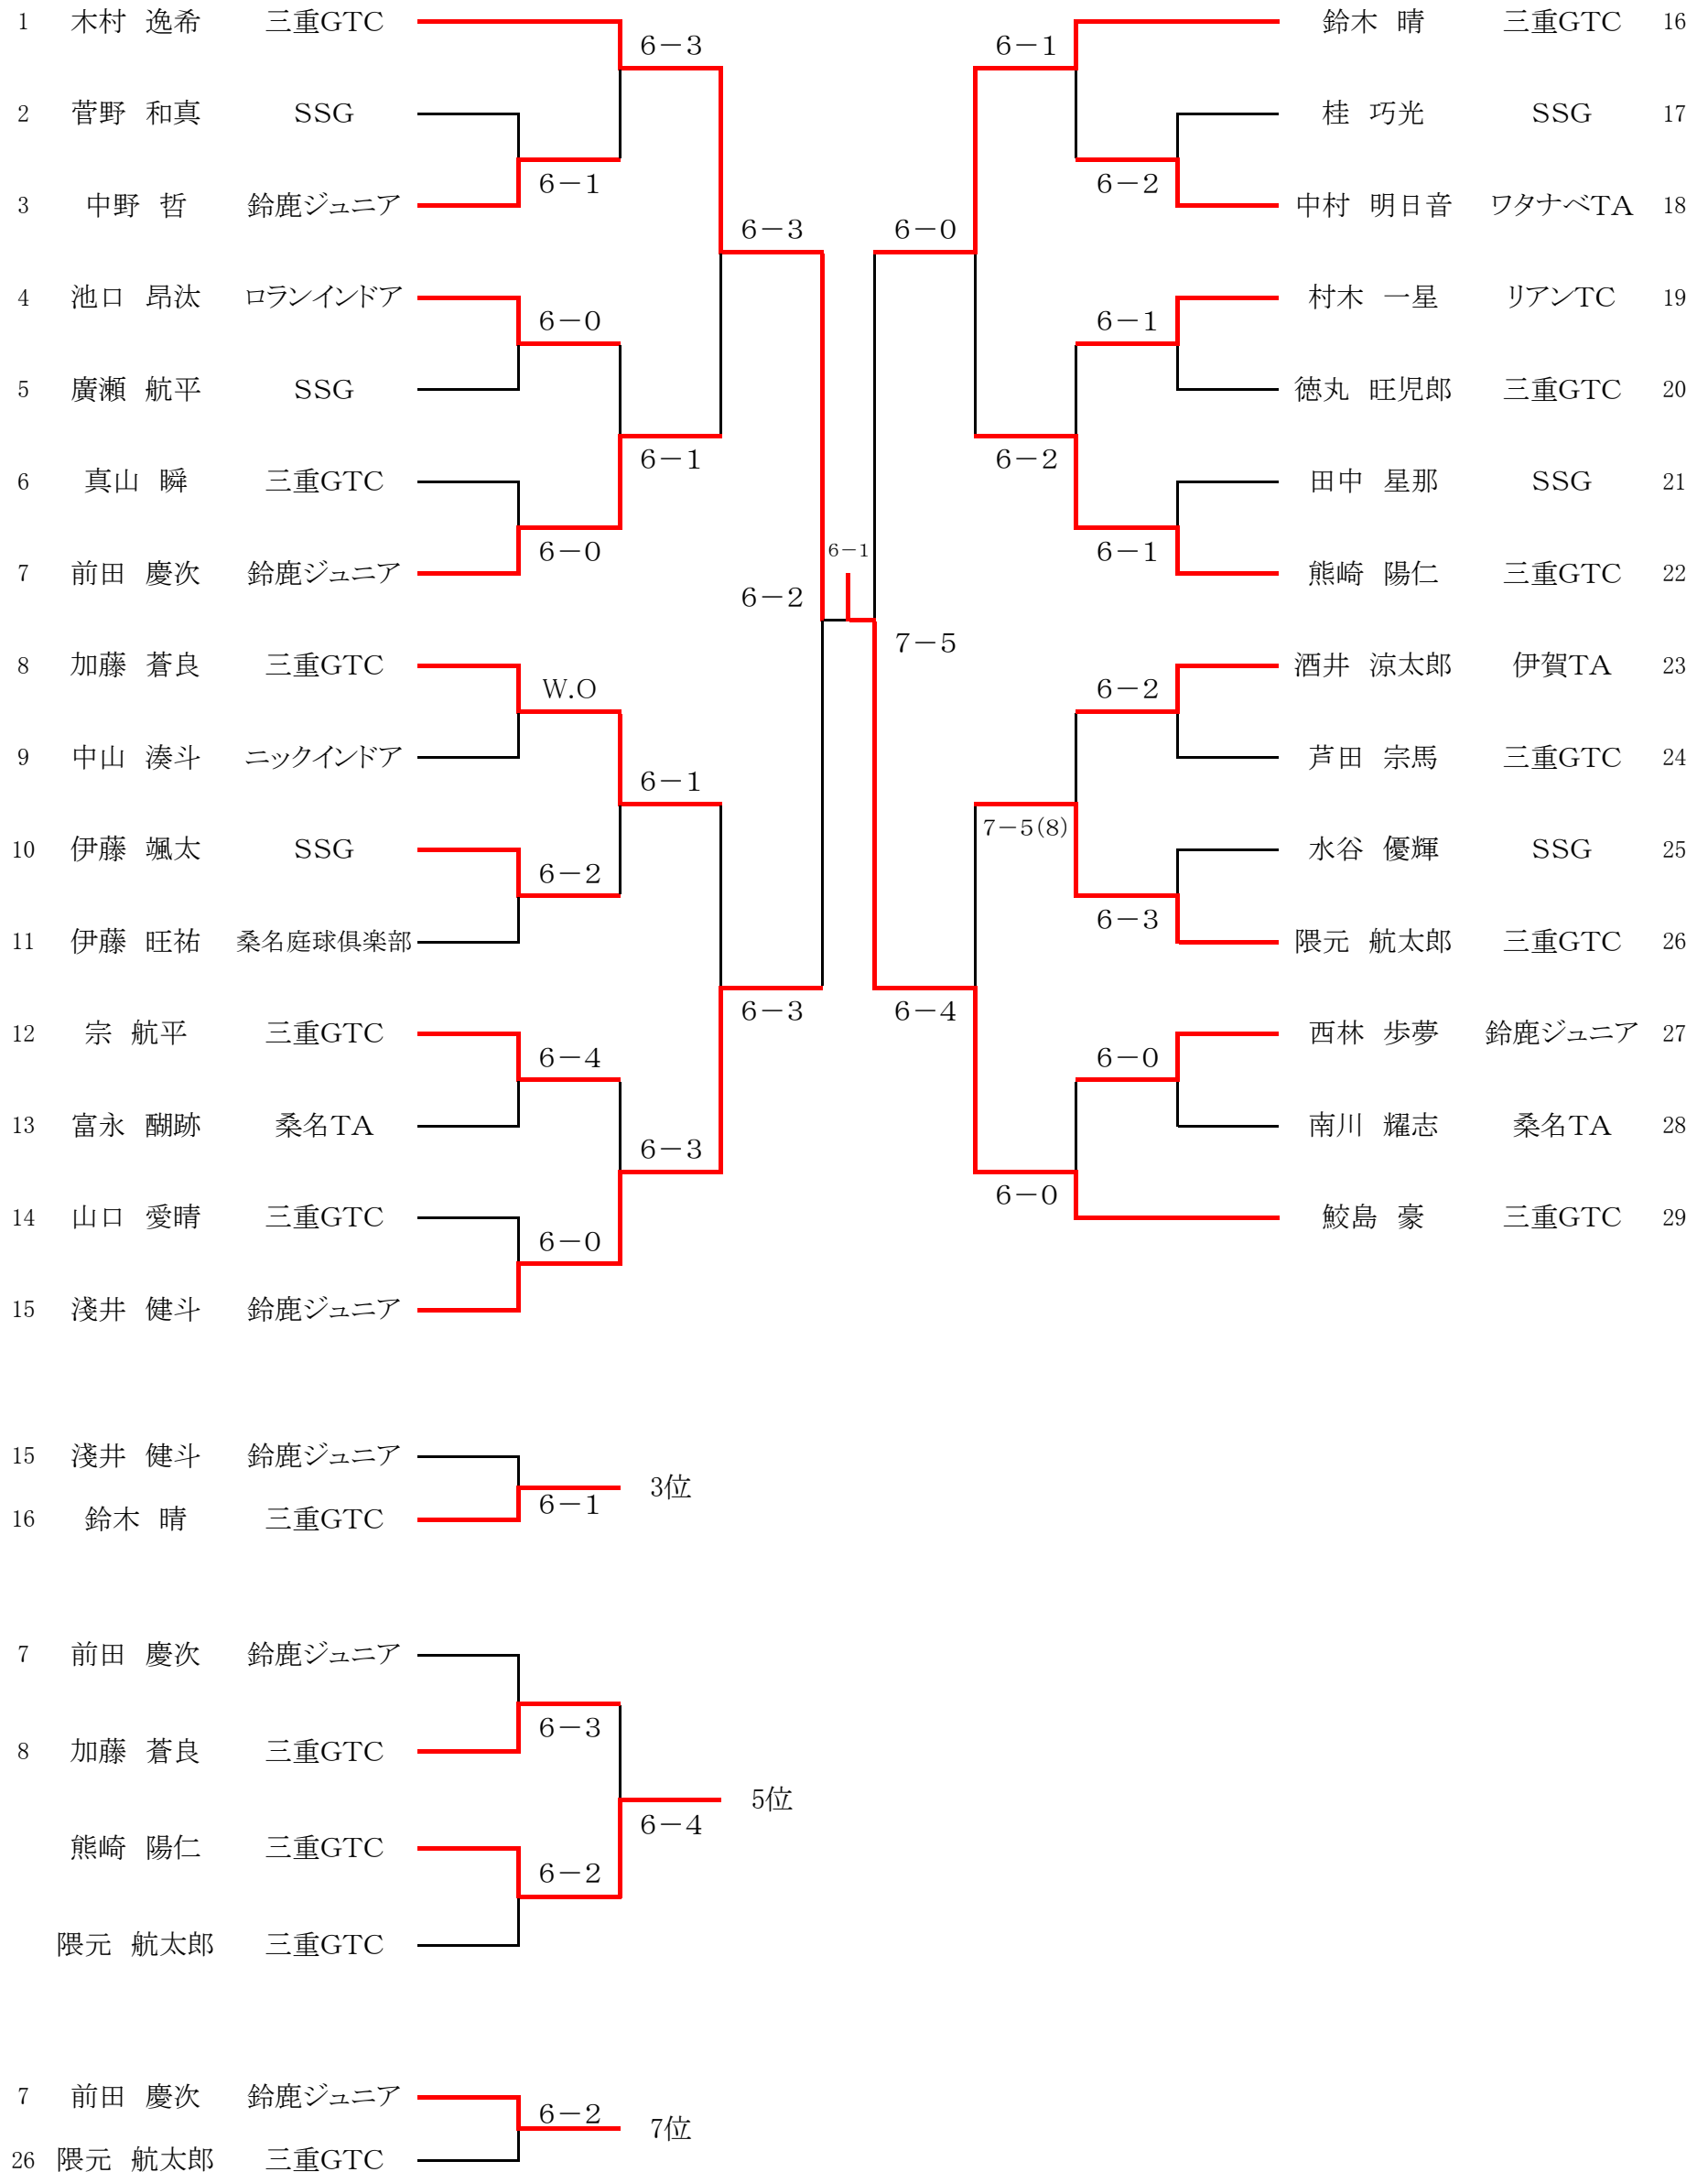 1 木村 逸希 三重GTC
6－3
2 菅野 和真 SSG
6－1
3 中野 哲 鈴鹿ジュニア
6－3
4 池口 昂汰 ロランインドア
6－0
5 廣瀬 航平 SSG
6－1
6 真山 瞬 三重GTC
6－0
7 前田 慶次 鈴鹿ジュニア
6－2
8 加藤 蒼良 三重GTC
W.O
9 中山 湊斗 ニックインドア
6－1
10 伊藤 颯太 SSG
6－2
11 伊藤 旺祐 桑名庭球倶楽部
6－3
12 宗 航平 三重GTC
6－4
13 富永 醐跡 桑名TA
6－3
14 山口 愛晴 三重GTC
6－0
15 淺井 健斗 鈴鹿ジュニア
6－1
鈴木 晴 三重GTC 16
6－1
桂 巧光 SSG 17
6－2
中村 明日音 ワタナベTA 18
6－0
村木 一星 リアンTC 19
6－1
徳丸 旺児郎 三重GTC 20
6－2
田中 星那 SSG 21
6－1
熊崎 陽仁 三重GTC 22
7－5
酒井 涼太郎 伊賀TA 23
6－2
芦田 宗馬 三重GTC 24
7－5(8)
水谷 優輝 SSG 25
6－3
隈元 航太郎 三重GTC 26
6－4
西林 歩夢 鈴鹿ジュニア 27
6－0
南川 耀志 桑名TA 28
6－0
鮫島 豪 三重GTC 29
15 淺井 健斗 鈴鹿ジュニア
6－1 3位
16 鈴木 晴 三重GTC
7 前田 慶次 鈴鹿ジュニア
6－3
8 加藤 蒼良 三重GTC
6－4 5位
熊崎 陽仁 三重GTC
6－2
隈元 航太郎 三重GTC
7 前田 慶次 鈴鹿ジュニア
6－2 7位
26 隈元 航太郎 三重GTC